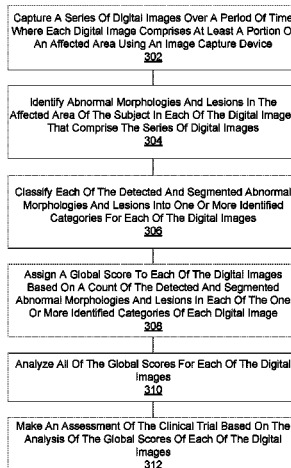 Capture A Series Of Digital Images Over A Period Of Time
Where Each Digital Image Comprises At Least A Portion O
An Affected Area Using An Image Capture Device
302
Identify Abnormal Morphologies And Lesions In The
Affected Area Of The Subject In Each Of The Digital Image
That Comprise The Series Of Digital Images
304
Classify Each Of The Detected And Segmented Abnormal
Morphologies And Lesions Into One Or More Identified
Categories For Each Of The Digital Images
306
Assign A Global Score To Each Of The Digital Images
Based On A Count Of The Detected And Segmented
Abnormal Morphologies And Lesions In Each Of The One
Or More Identified Categories Of Each Digital Image
308
Analyze All Of The Global Scores For Each Of The Digital
Images
310
Make An Assessment Of The Clinical Trial Based On The
Analysis Of The Global Scores Of Each Of The Digital
Images
312